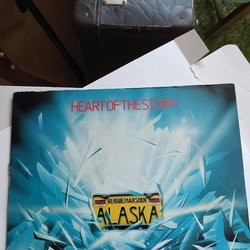 HEART OF THE STORM
BERNIE MARSDEN
ALASKA